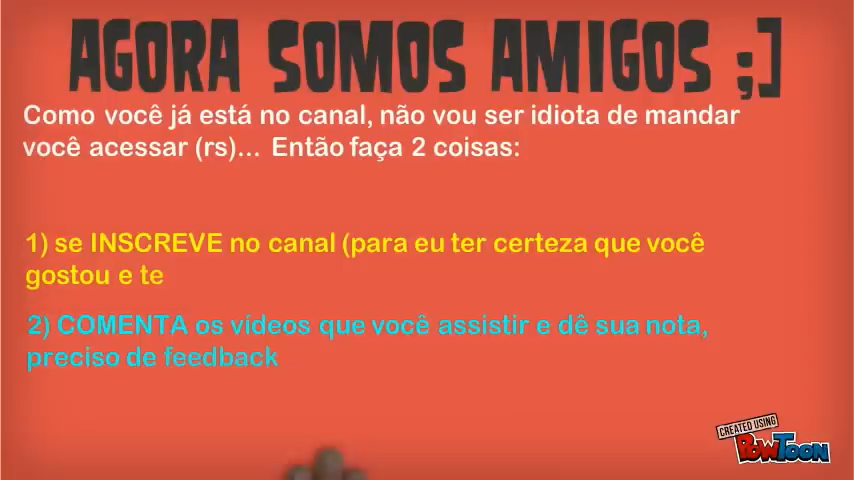 AGORA SOMOS AMIGOS ;]
Como você já está no canal, não vou ser idiota de mandar
você acessar (rs)... Então faça 2 coisas:
1) se INSCREVE no canal (para eu ter certeza que você
gostou e te
2) COMENTA os vídeos que você assistir e dê sua nota,
preciso de feedback
CREATED USING
POWTOON